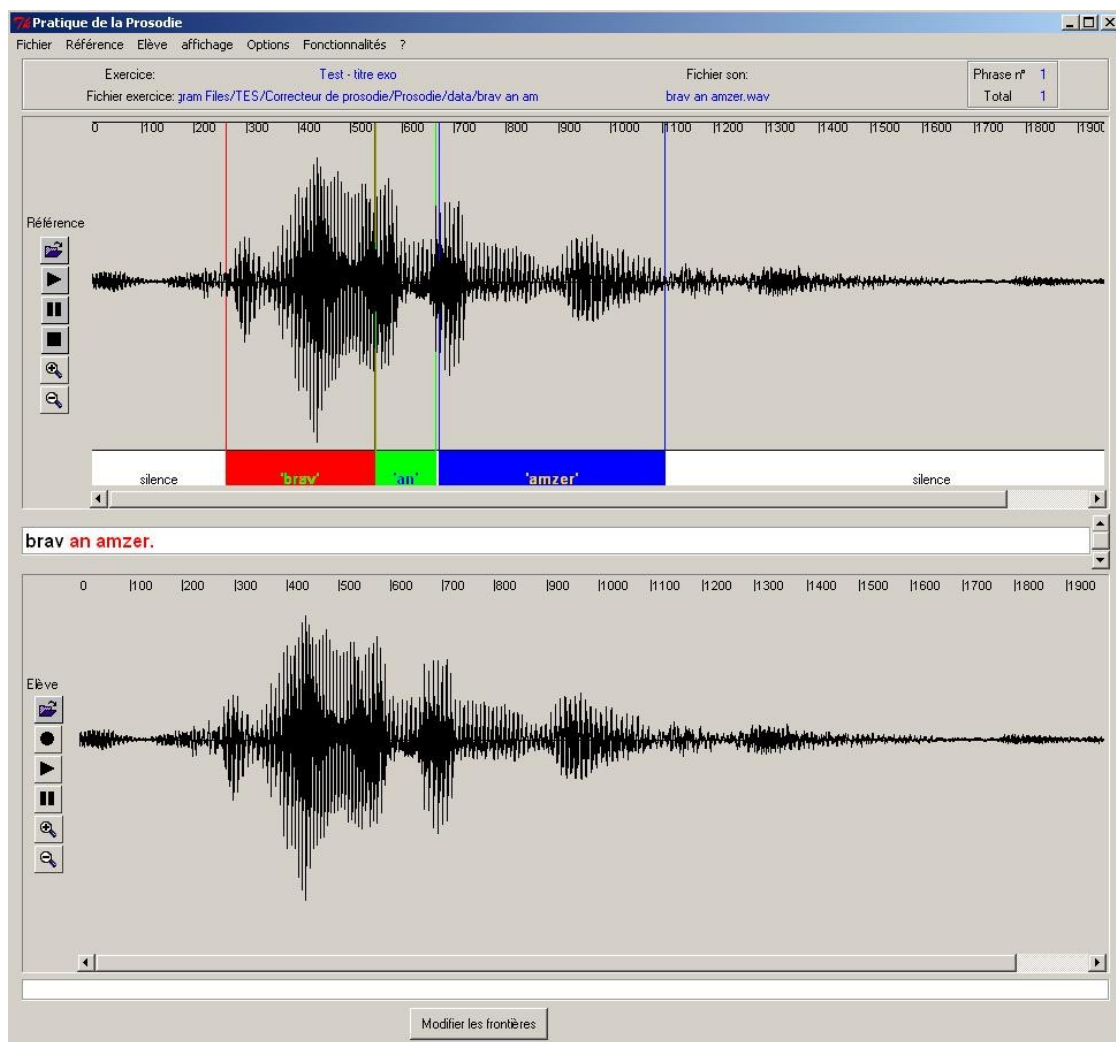 Pratique de la Prosodie
Fichier Référence Elève affichage Options Fonctionnalités ?
Exercice: Test - titre exo Fichier son: Phrase n° 1
Fichier exercice: gram Files/TES/Correcteur de prosodie/Prosodie/data/brav an am brav an amzer.wav Total 1
0 |100 |200 |300 |400 |500 |600 |700 |800 |900 |1000 |1100 |1200 |1300 |1400 |1500 |1600 |1700 |1800 |1900
Référence
silence 'brav' 'an' 'amzer' silence
brav an amzer.
0 |100 |200 |300 |400 |500 |600 |700 |800 |900 |1000 |1100 |1200 |1300 |1400 |1500 |1600 |1700 |1800 |1900
Elève
Modifier les frontières